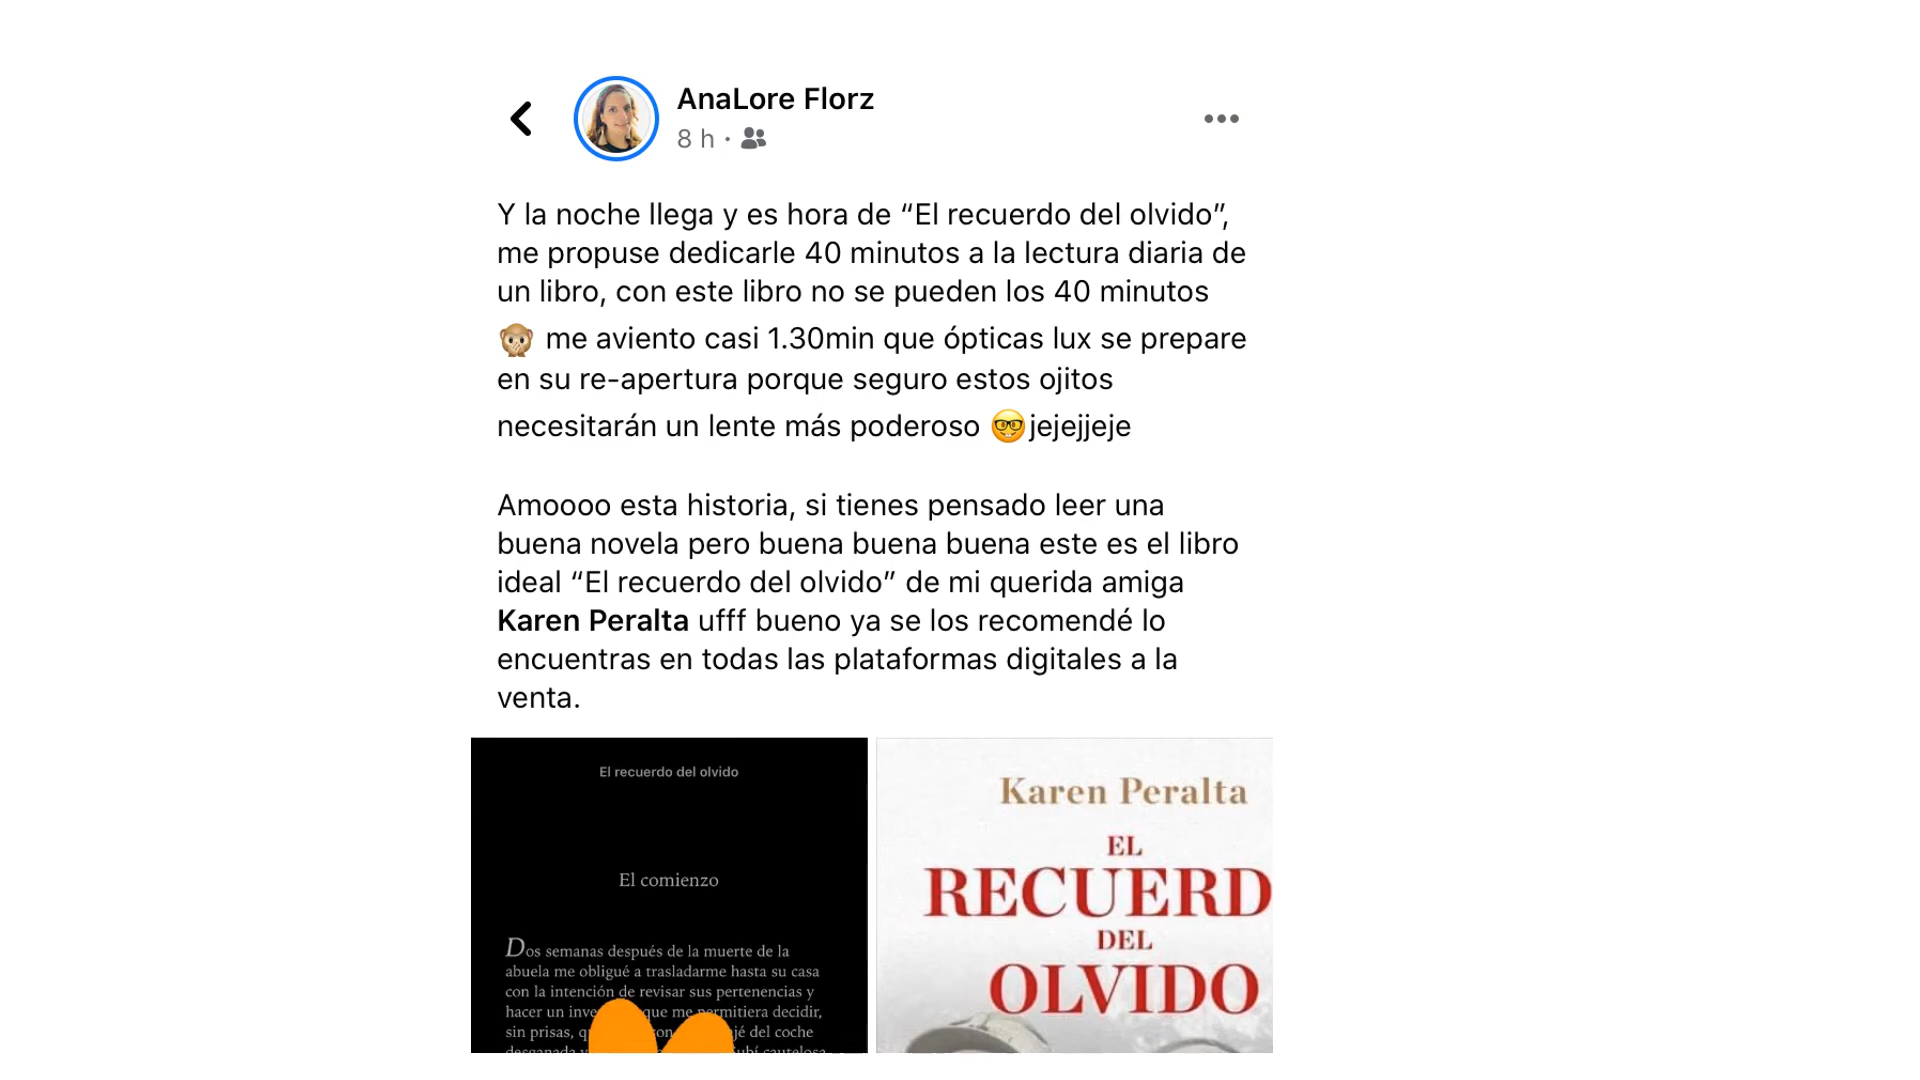 AnaLore Florz
8 h ·
Y la noche llega y es hora de “El recuerdo del olvido”,
me propuse dedicarle 40 minutos a la lectura diaria de
un libro, con este libro no se pueden los 40 minutos
🙊 me aviento casi 1.30min que ópticas lux se prepare
en su re-apertura porque seguro estos ojitos
necesitarán un lente más poderoso 🤓jejejjeje
Amoooo esta historia, si tienes pensado leer una
buena novela pero buena buena buena este es el libro
ideal “El recuerdo del olvido” de mi querida amiga
Karen Peralta ufff bueno ya se los recomendé lo
encuentras en todas las plataformas digitales a la
venta.
El recuerdo del olvido
El comienzo
Dos semanas después de la muerte de la
abuela me obligué a trasladarme hasta su casa
con la intención de revisar sus pertenencias y
hacer un que me permitiera decidir,
sin prisas, del coche
cautelosa
Karen Peralta
EL
RECUERD
DEL
OLVIDO